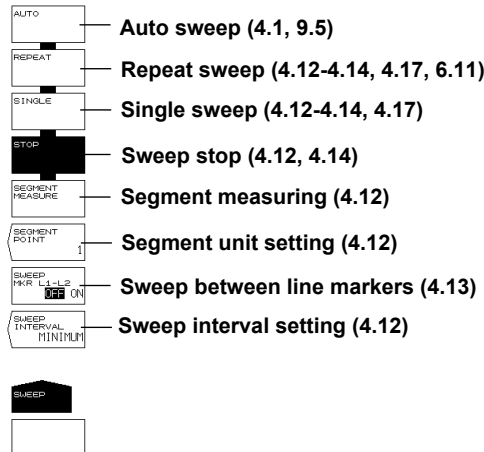 AUTO
Auto sweep (4.1, 9.5)
REPEAT
Repeat sweep (4.12-4.14, 4.17, 6.11)
SINGLE
Single sweep (4.12-4.14, 4.17)
STOP
Sweep stop (4.12, 4.14)
SEGMENT
MEASURE
Segment measuring (4.12)
SEGMENT
POINT
1
Segment unit setting (4.12)
SWEEP
MKR L1-L2
OFF ON
Sweep between line markers (4.13)
SWEEP
INTERVAL
MINIMUM
Sweep interval setting (4.12)
SWEEP